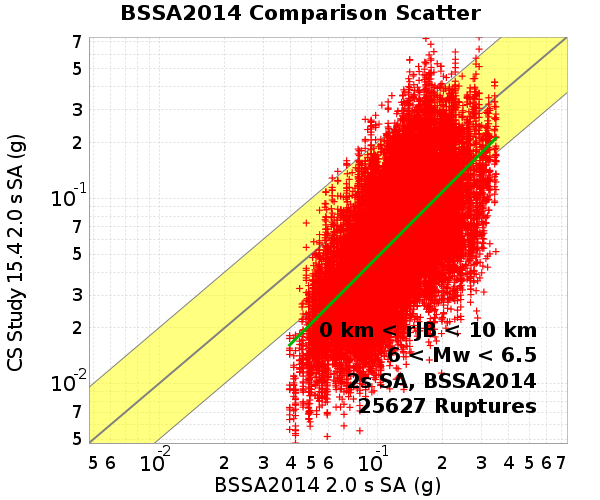 BSSA2014 Comparison Scatter
7
5
3
2
10-1
7
5
3
2
10-2
7
5
CS Study 15.4 2.0 s SA (g)
0 km < rJB < 10 km
6 < Mw < 6.5
2s SA, BSSA2014
25627 Ruptures
5 6 10-2 2 3 4 5 6 10-1 2 3 4 5 6 7
BSSA2014 2.0 s SA (g)